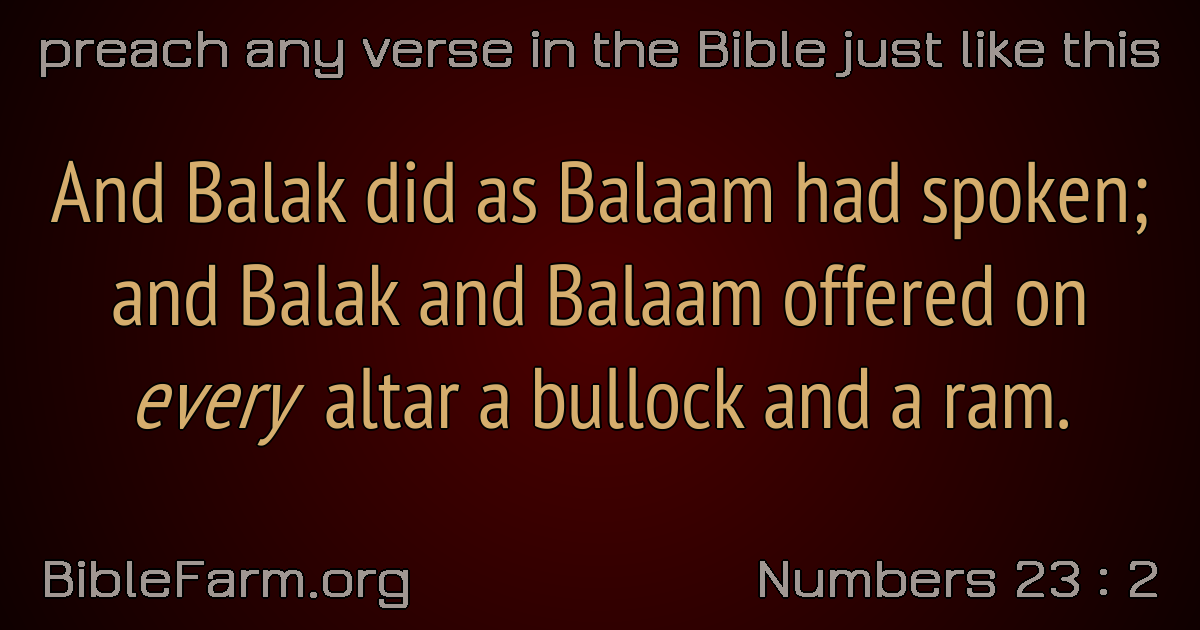 preach any verse in the Bible just like this
And Balak did as Balaam had spoken;
and Balak and Balaam offered on
every altar a bullock and a ram.
BibleFarm.org
Numbers 23 : 2